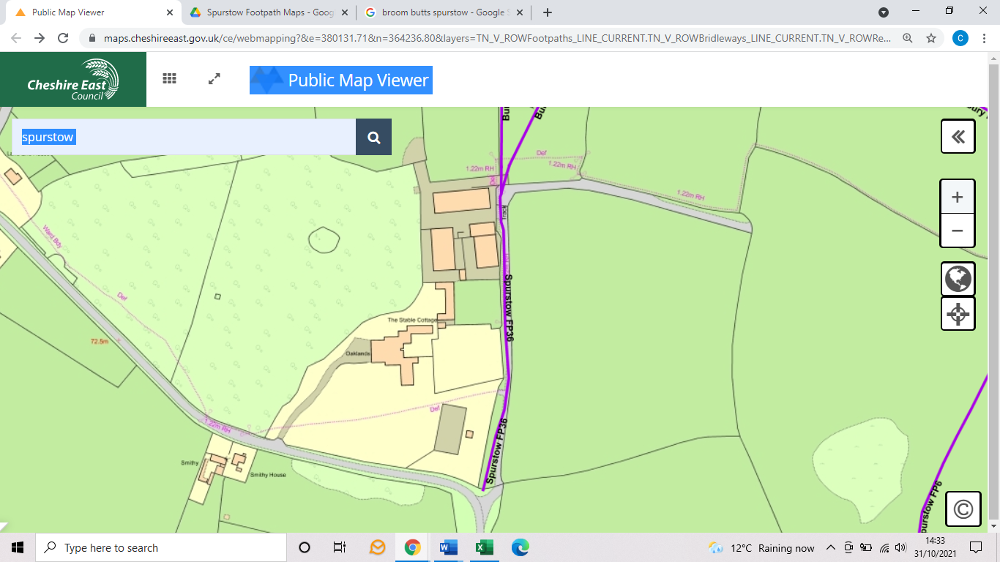 Public Map Viewer
Spurstow Footpath Maps - Goog
broom butts spurstow - Google S
maps.cheshireeast.gov.uk/ce/webmapping?&e=380131.71&n=364236.80&layers=TN_V_ROWFootpaths_LINE_CURRENT.TN_V_ROWBridleways_LINE_CURRENT.TN_V_ROWRe...
C
Cheshire East
Council
Public Map Viewer
spurstow
Bu
Bu
bury
Def
1.22m RH
1.22m RH
Def
1.22m RH
Track
Ward Bdy
Def
Spurstow FP36
The Stable Cottage
72.5m
Oaklands
Def
1.22m RH
Spurstow FP36
Smithy
Smithy House
purstow FP6
©
Type here to search
12°C Raining now
14:33
31/10/2021